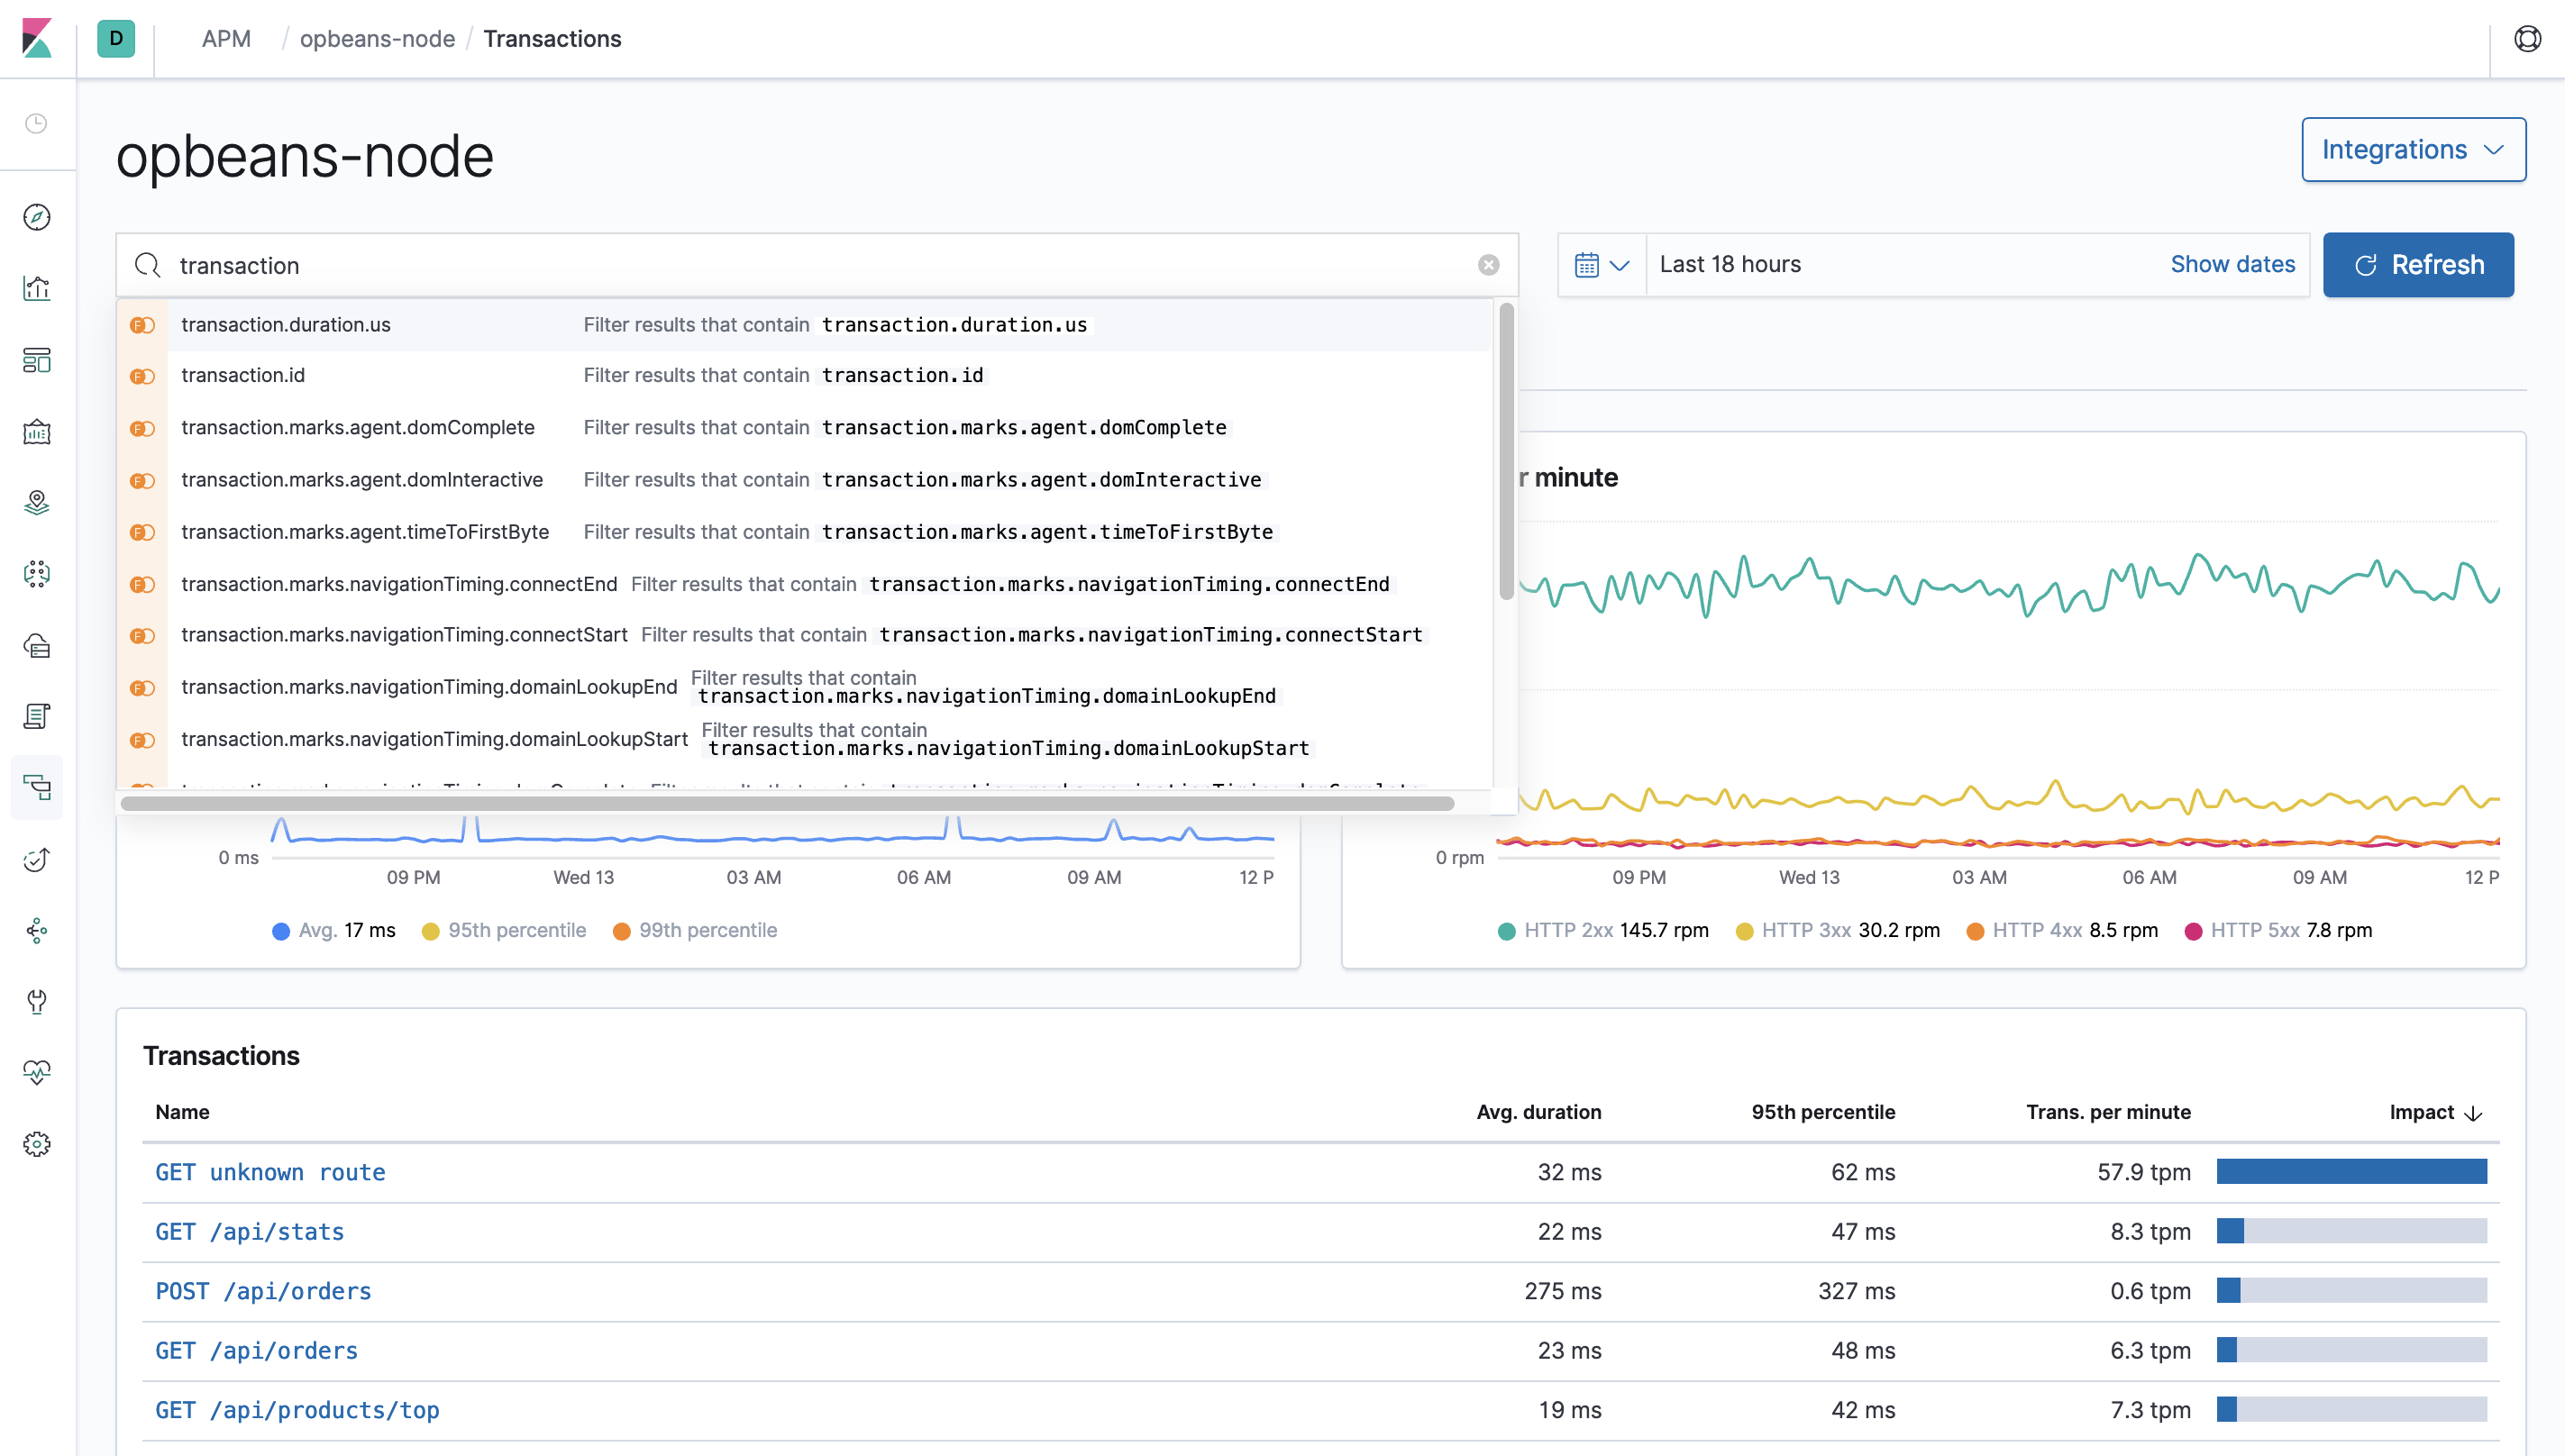 D
APM / opbeans-node / Transactions
opbeans-node
Integrations
transaction
Last 18 hours
Show dates
Refresh
transaction.duration.us Filter results that contain transaction.duration.us
transaction.id Filter results that contain transaction.id
transaction.marks.agent.domComplete Filter results that contain transaction.marks.agent.domComplete
transaction.marks.agent.domInteractive Filter results that contain transaction.marks.agent.domInteractive
transaction.marks.agent.timeToFirstByte Filter results that contain transaction.marks.agent.timeToFirstByte
transaction.marks.navigationTiming.connectEnd Filter results that contain transaction.marks.navigationTiming.connectEnd
transaction.marks.navigationTiming.connectStart Filter results that contain transaction.marks.navigationTiming.connectStart
transaction.marks.navigationTiming.domainLookupEnd Filter results that contain
transaction.marks.navigationTiming.domainLookupEnd
transaction.marks.navigationTiming.domainLookupStart Filter results that contain
transaction.marks.navigationTiming.domainLookupStart
r minute
0 ms
09 PM Wed 13 03 AM 06 AM 09 AM 12 P
Avg. 17 ms 95th percentile 99th percentile
0 rpm
09 PM Wed 13 03 AM 06 AM 09 AM 12 P
HTTP 2xx 145.7 rpm HTTP 3xx 30.2 rpm HTTP 4xx 8.5 rpm HTTP 5xx 7.8 rpm
Transactions
Name Avg. duration 95th percentile Trans. per minute Impact
GET unknown route 32 ms 62 ms 57.9 tpm
GET /api/stats 22 ms 47 ms 8.3 tpm
POST /api/orders 275 ms 327 ms 0.6 tpm
GET /api/orders 23 ms 48 ms 6.3 tpm
GET /api/products/top 19 ms 42 ms 7.3 tpm